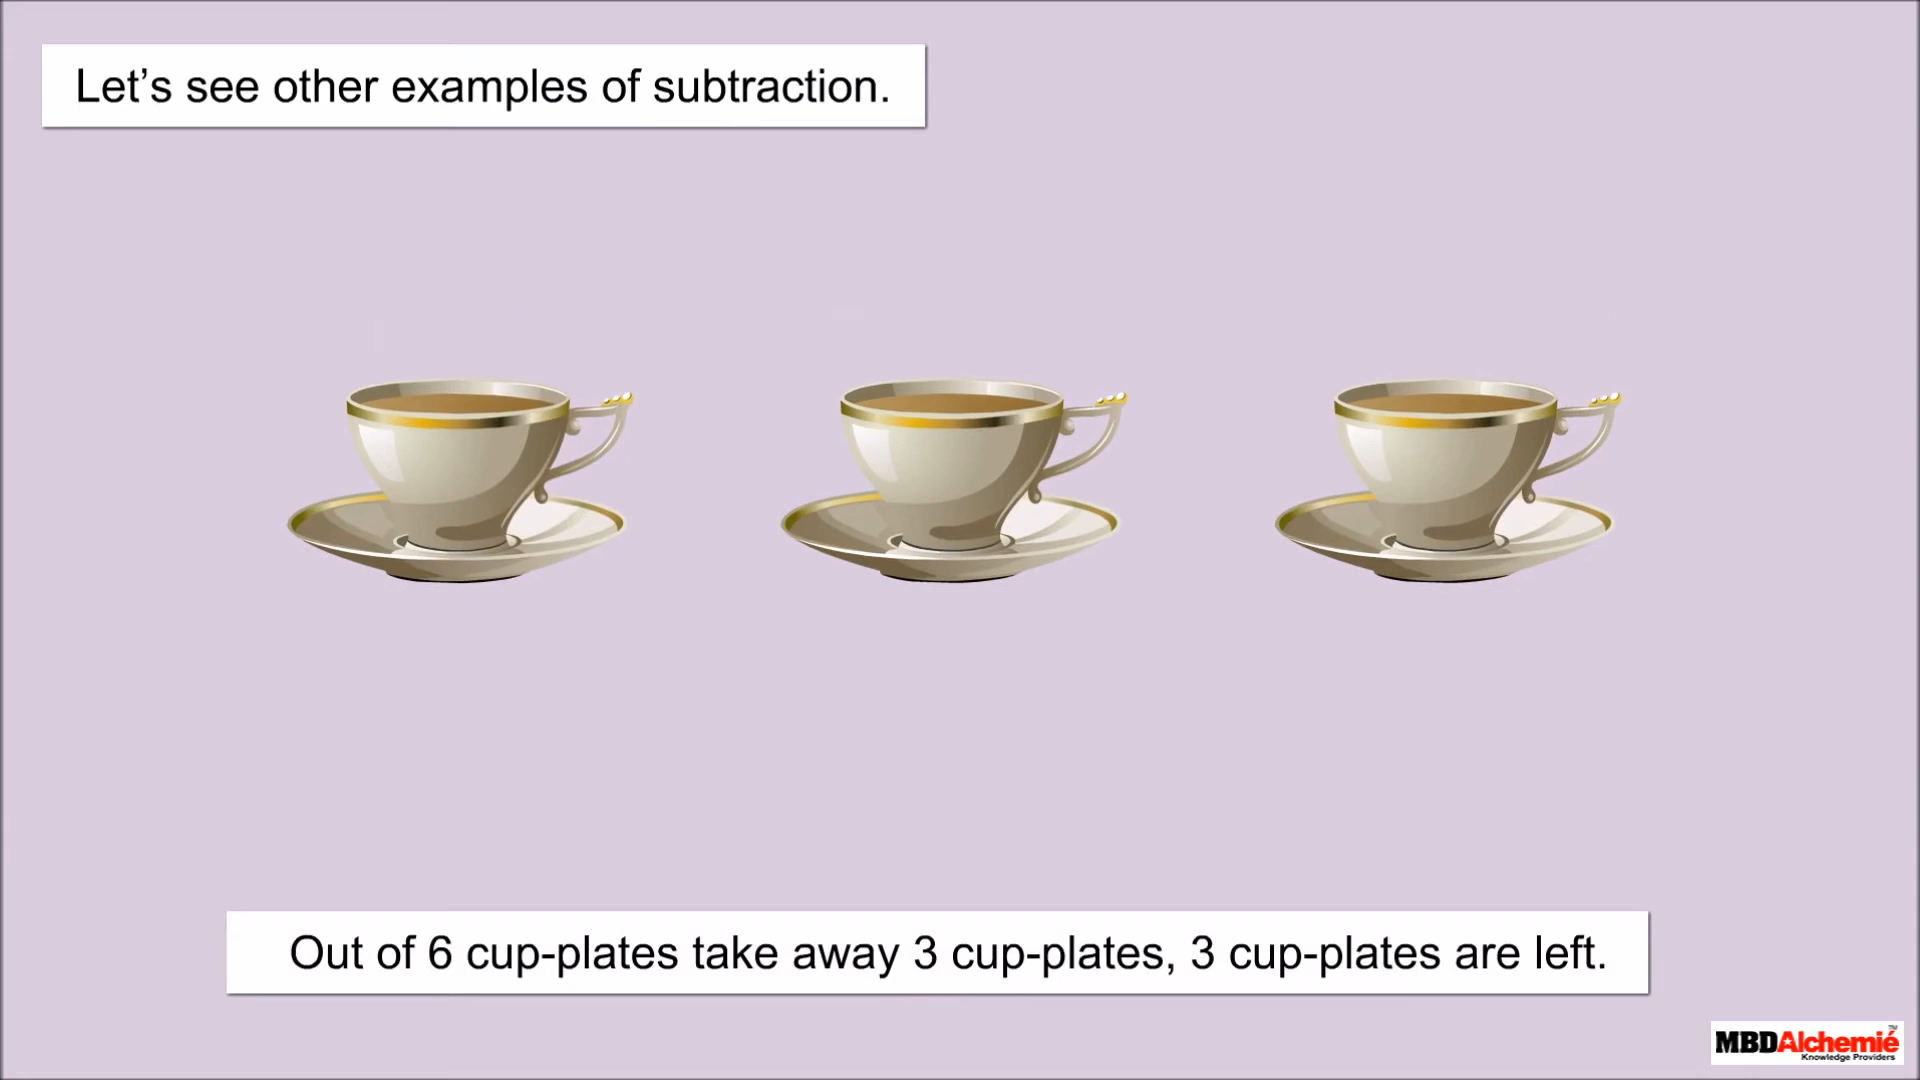 Let’s see other examples of subtraction.
Out of 6 cup-plates take away 3 cup-plates, 3 cup-plates are left.
MBDAlchemié™
Knowledge Providers